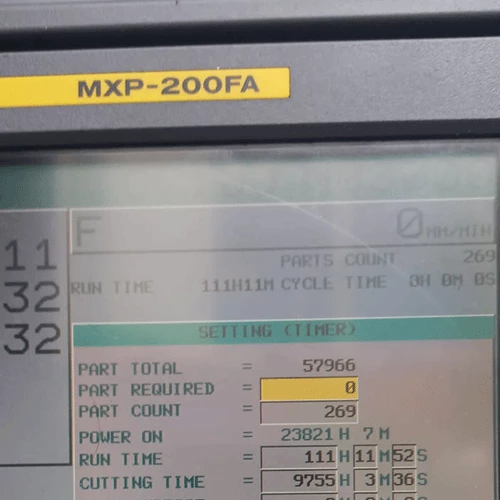 MXP-200FA
F 0 MM/MIN
11
PARTS COUNT 269
32
RUN TIME 111H11M CYCLE TIME 0H 0M 0S
32
SETTING (TIMER)
PART TOTAL = 57966
PART REQUIRED = 0
PART COUNT = 269
POWER ON = 23821 H 7 M
RUN TIME = 111 H 11 M 52 S
CUTTING TIME = 9755 H 3 M 36 S